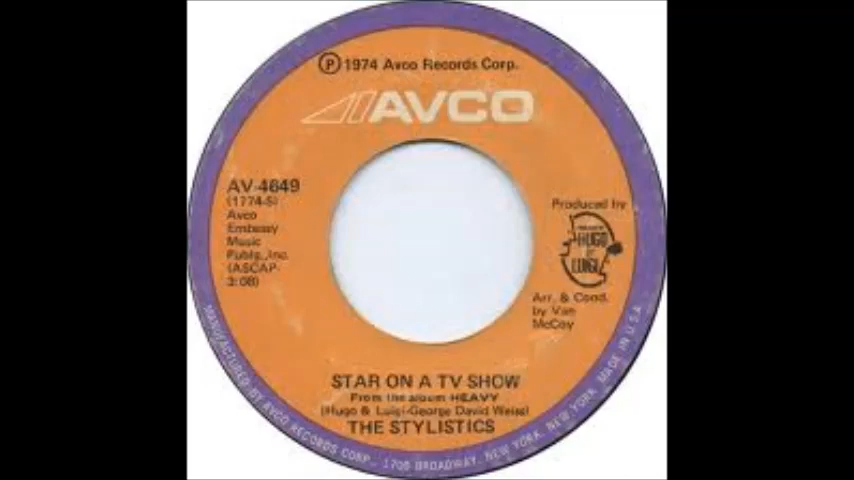 Ⓟ 1974 Avco Records Corp.
AVCO
AV-4649
(1774-S)
Avco
Embassy
Music
Publg., Inc.
(ASCAP-
3:08)
Produced by
HUGO
&
LUIGI
Arr. & Cond.
by Van
McCoy
STAR ON A TV SHOW
From the album HEAVY
(Hugo & Luigi-George David Weiss)
THE STYLISTICS
MANUFACTURED BY AVCO RECORDS CORP., 1700 BROADWAY, NEW YORK, NEW YORK, MADE IN U.S.A.